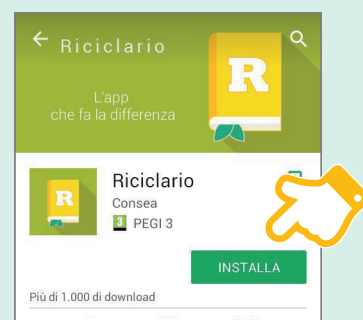 Riciclario
R
L'app
che fa la differenza
R
Riciclario
Consea
3 PEGI 3
INSTALLA
Più di 1.000 di download